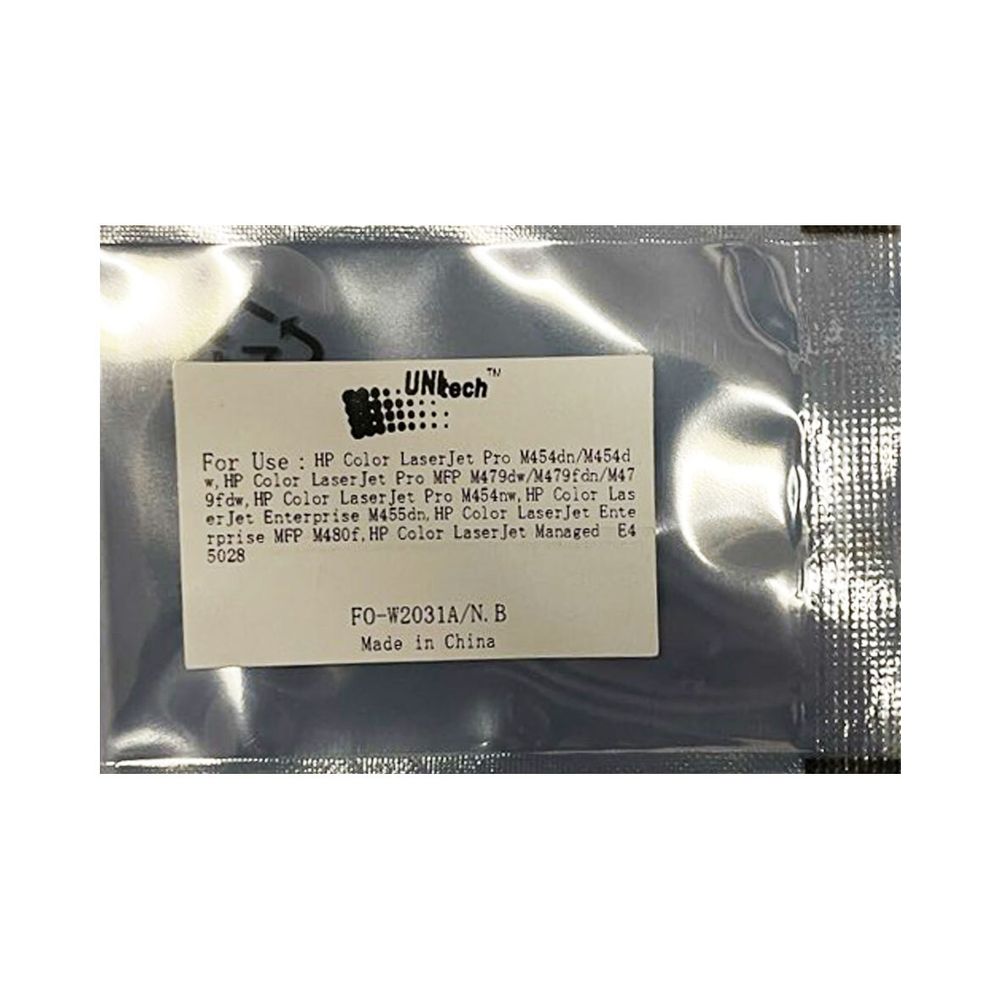 UNItech™
For Use : HP Color LaserJet Pro M454dn/M454d
w, HP Color LaserJet Pro MFP M479dw/M479fdn/M47
9fdw, HP Color LaserJet Pro M454nw, HP Color Las
erJet Enterprise M455dn, HP Color LaserJet Ente
rprise MFP M480f, HP Color LaserJet Managed E4
5028
FO-W2031A/N.B
Made in China